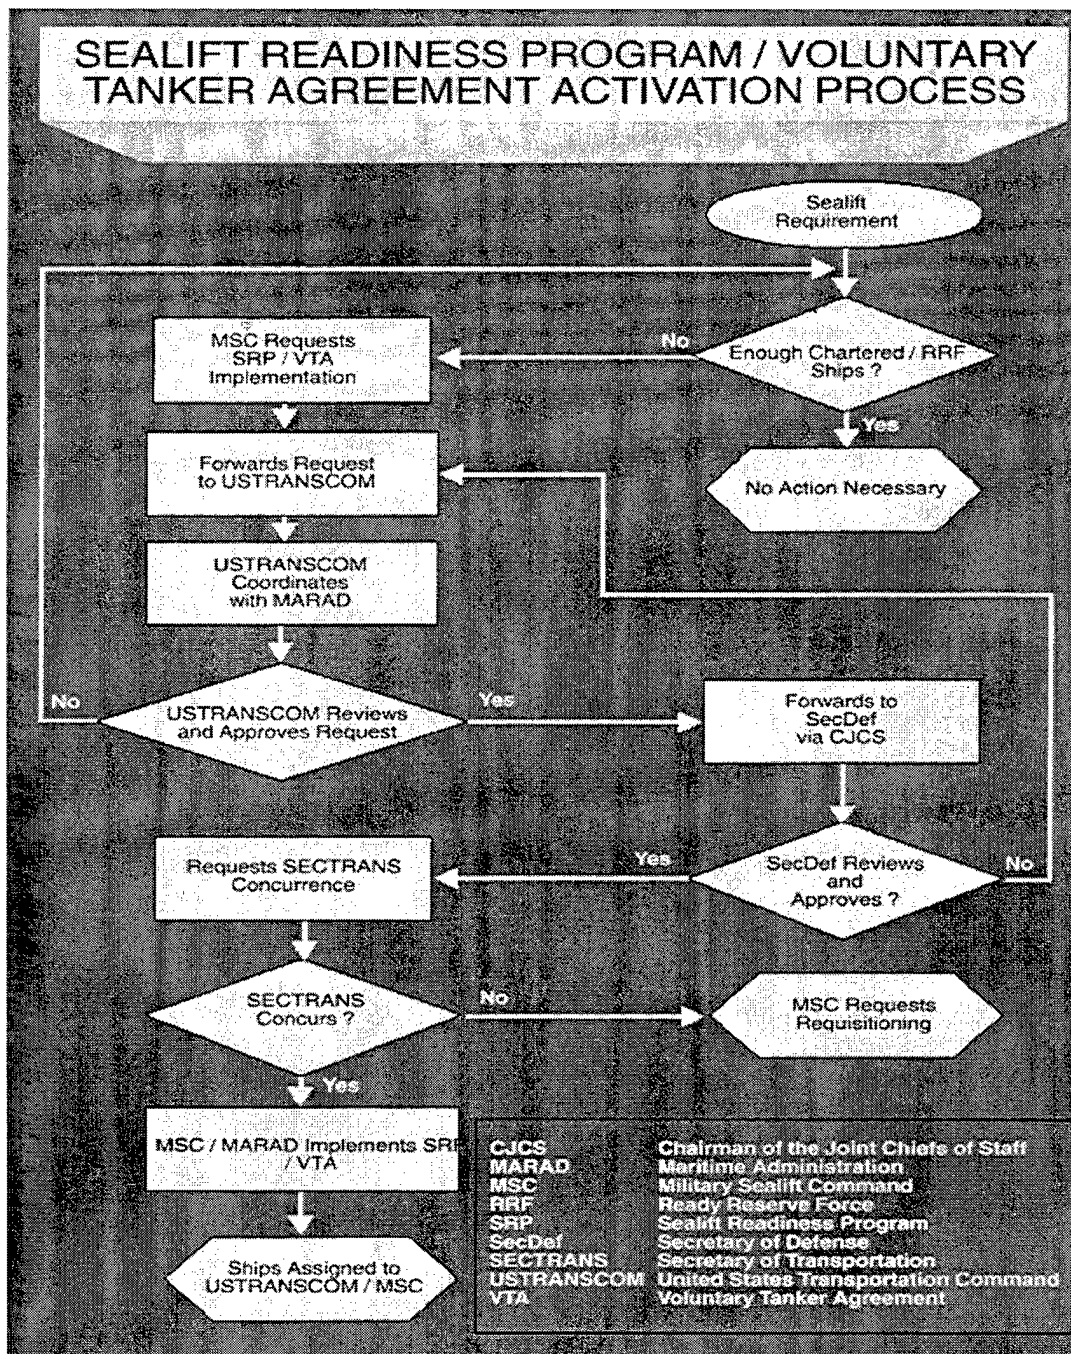 SEALIFT READINESS PROGRAM / VOLUNTARY
TANKER AGREEMENT ACTIVATION PROCESS
Sealift
Requirement
Enough Chartered / RRF
Ships ?
No
Yes
No Action Necessary
MSC Requests
SRP / VTA
Implementation
Forwards Request
to USTRANSCOM
USTRANSCOM
Coordinates
with MARAD
USTRANSCOM Reviews
and Approves Request
No
Yes
Forwards to
SecDef
via CJCS
SecDef Reviews
and
Approves ?
No
Yes
Requests SECTRANS
Concurrence
SECTRANS
Concurs ?
No
MSC Requests
Requisitioning
Yes
MSC / MARAD Implements SRP
/ VTA
Ships Assigned to
USTRANSCOM / MSC
CJCS Chairman of the Joint Chiefs of Staff
MARAD Maritime Administration
MSC Military Sealift Command
RRF Ready Reserve Force
SRP Sealift Readiness Program
SecDef Secretary of Defense
SECTRANS Secretary of Transportation
USTRANSCOM United States Transportation Command
VTA Voluntary Tanker Agreement